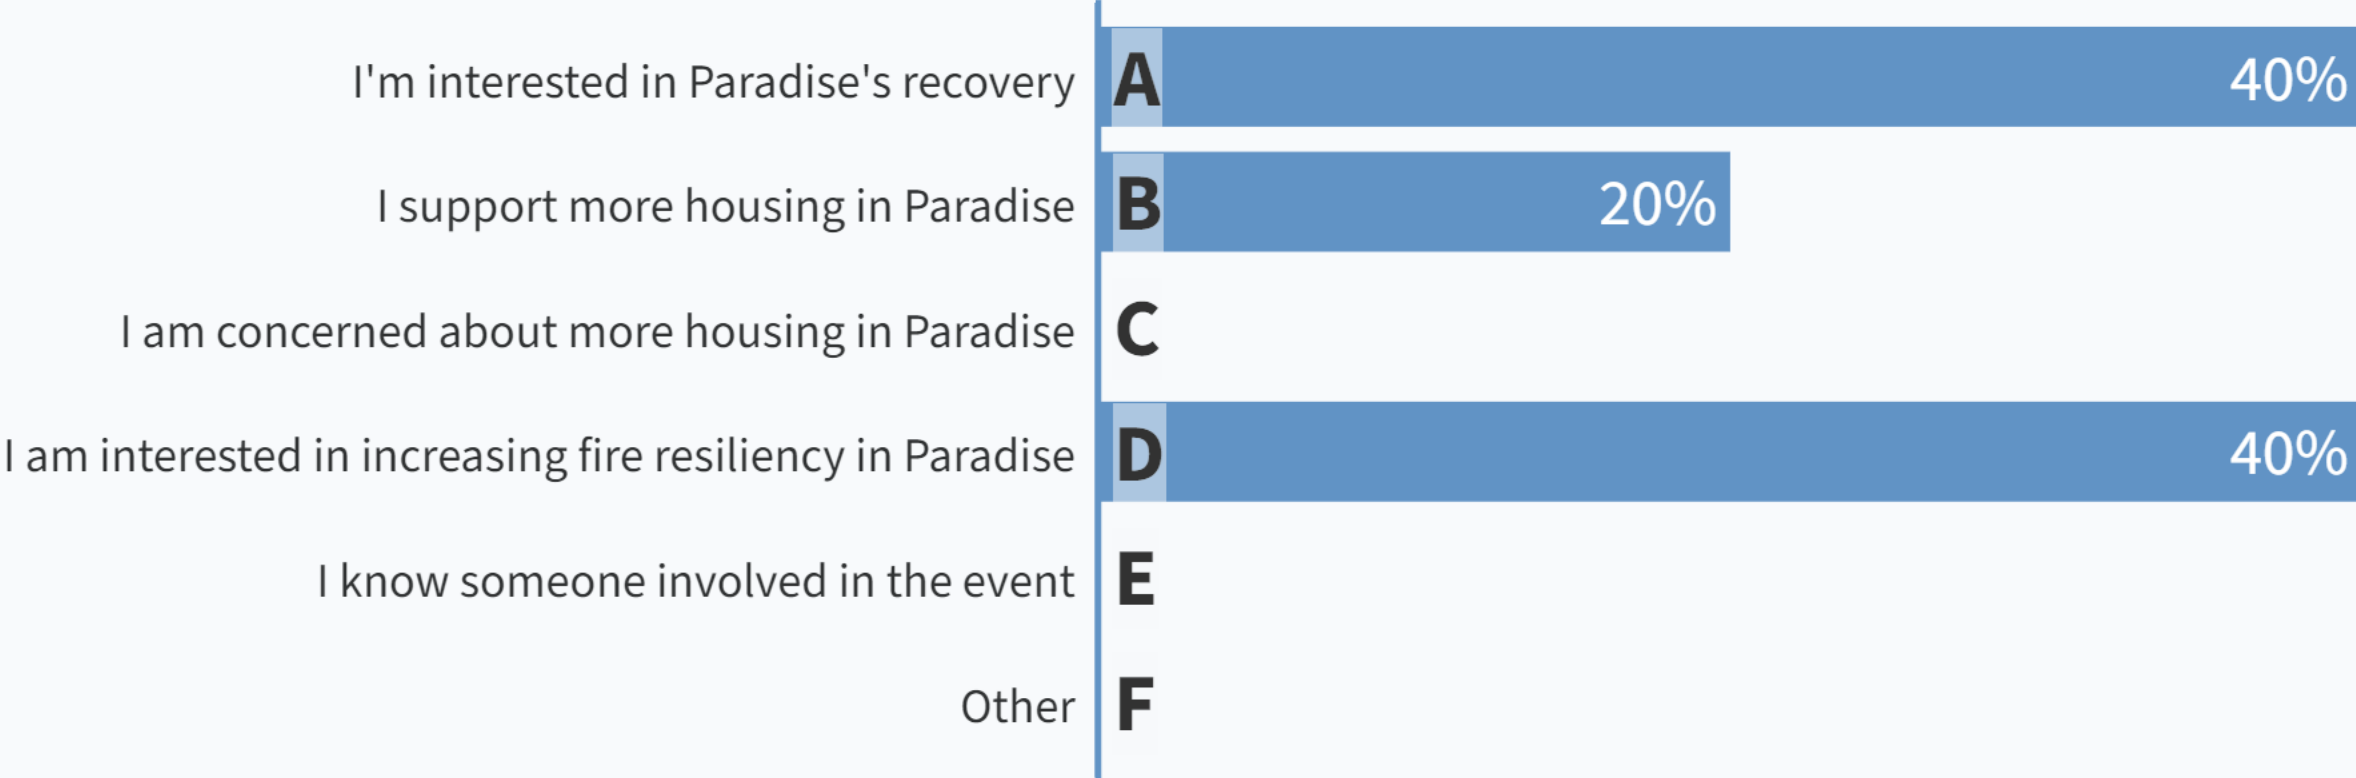 I'm interested in Paradise's recovery A 40%
I support more housing in Paradise B 20%
I am concerned about more housing in Paradise C
I am interested in increasing fire resiliency in Paradise D 40%
I know someone involved in the event E
Other F